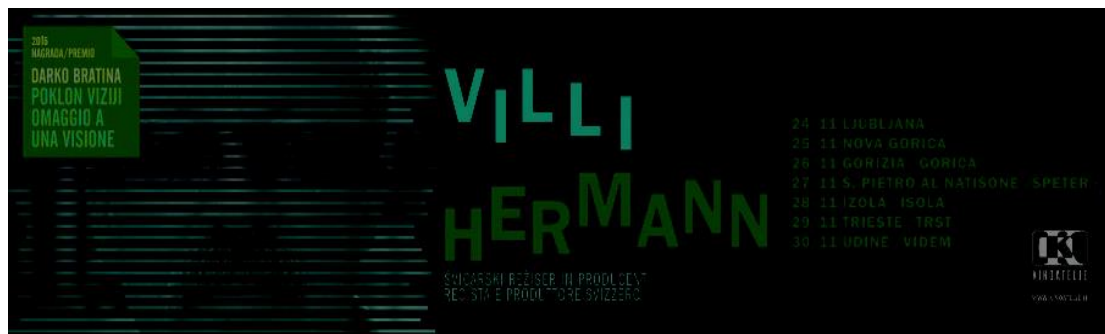 2015
NAGRADA/PREMIO
DARKO BRATINA
POKLON VIZIJI
OMAGGIO A
UNA VISIONE
VILLI
HERMANN
ŠVICARSKI REŽISER IN PRODUCENT
REGISTA E PRODUTTORE SVIZZERO
24 11 LJUBLJANA
25 11 NOVA GORICA
26 11 GORIZIA GORICA
27 11 S. PIETRO AL NATISONE SPETER
28 11 IZOLA ISOLA
29 11 TRIESTE TRST
30 11 UDINE VIDEM
KINOATELJE